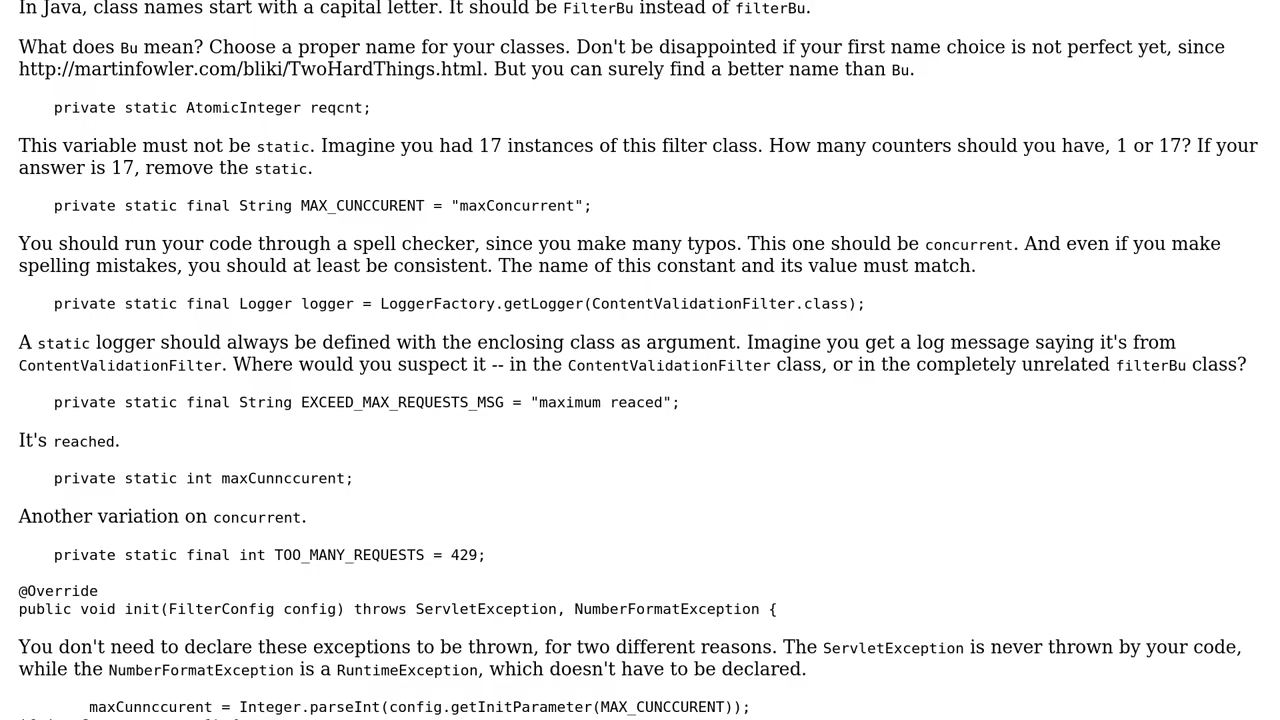 In Java, class names start with a capital letter. It should be FilterBu instead of filterBu.
What does Bu mean? Choose a proper name for your classes. Don't be disappointed if your first name choice is not perfect yet, since
http://martinfowler.com/bliki/TwoHardThings.html. But you can surely find a better name than Bu.
private static AtomicInteger reqcnt;
This variable must not be static. Imagine you had 17 instances of this filter class. How many counters should you have, 1 or 17? If your
answer is 17, remove the static.
private static final String MAX_CUNCCURENT = "maxConcurrent";
You should run your code through a spell checker, since you make many typos. This one should be concurrent. And even if you make
spelling mistakes, you should at least be consistent. The name of this constant and its value must match.
private static final Logger logger = LoggerFactory.getLogger(ContentValidationFilter.class);
A static logger should always be defined with the enclosing class as argument. Imagine you get a log message saying it's from
ContentValidationFilter. Where would you suspect it -- in the ContentValidationFilter class, or in the completely unrelated filterBu class?
private static final String EXCEED_MAX_REQUESTS_MSG = "maximum reaced";
It's reached.
private static int maxCunnccurent;
Another variation on concurrent.
private static final int TOO_MANY_REQUESTS = 429;
@Override
public void init(FilterConfig config) throws ServletException, NumberFormatException {
You don't need to declare these exceptions to be thrown, for two different reasons. The ServletException is never thrown by your code,
while the NumberFormatException is a RuntimeException, which doesn't have to be declared.
maxCunnccurent = Integer.parseInt(config.getInitParameter(MAX_CUNCCURENT));